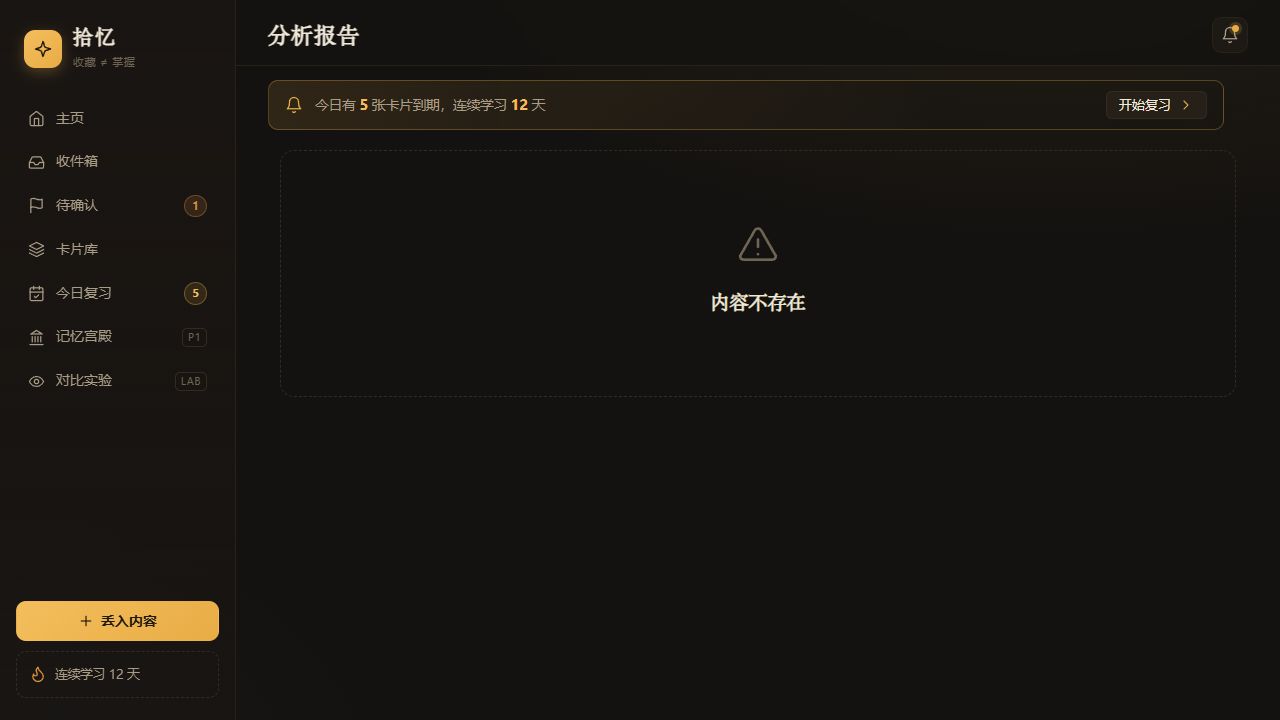 拾忆
收藏 ≠ 掌握
主页
收件箱
待确认 1
卡片库
今日复习 5
记忆宫殿 P1
对比实验 LAB
丢入内容
连续学习 12 天
分析报告
今日有 5 张卡片到期，连续学习 12 天
开始复习
内容不存在